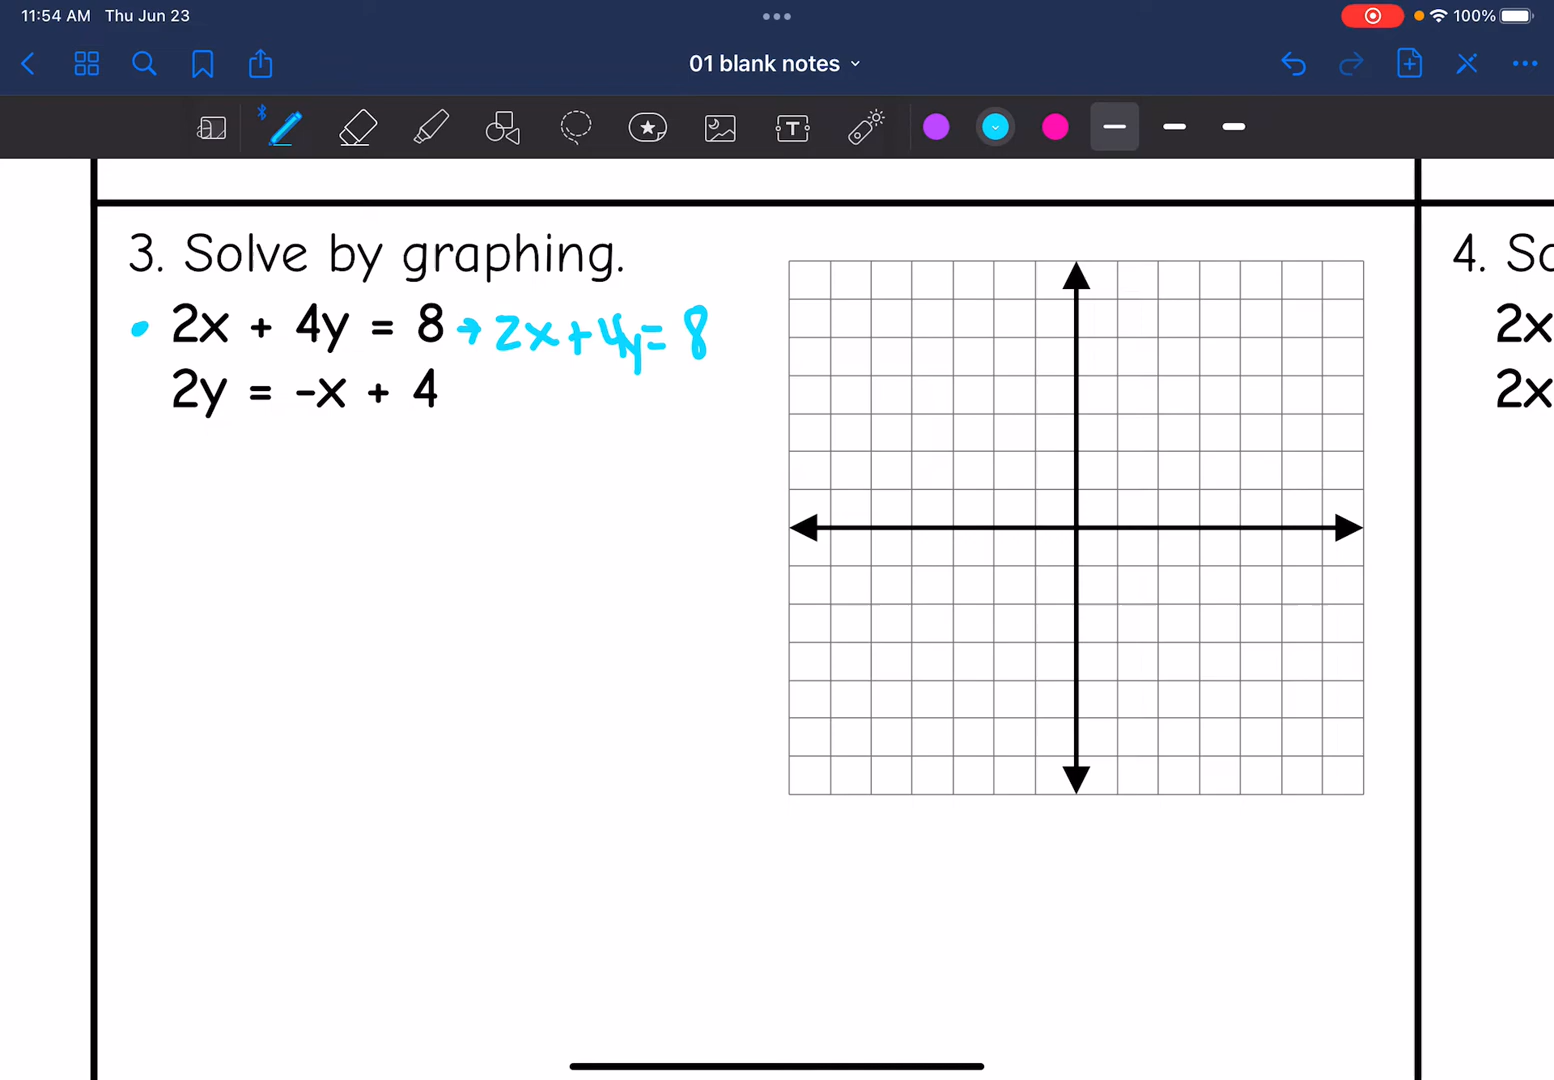 11:54 AM Thu Jun 23
100%
01 blank notes
T
3. Solve by graphing.
2x + 4y = 8 → 2x + 4y = 8
2y = -x + 4
4. So
2x
2x